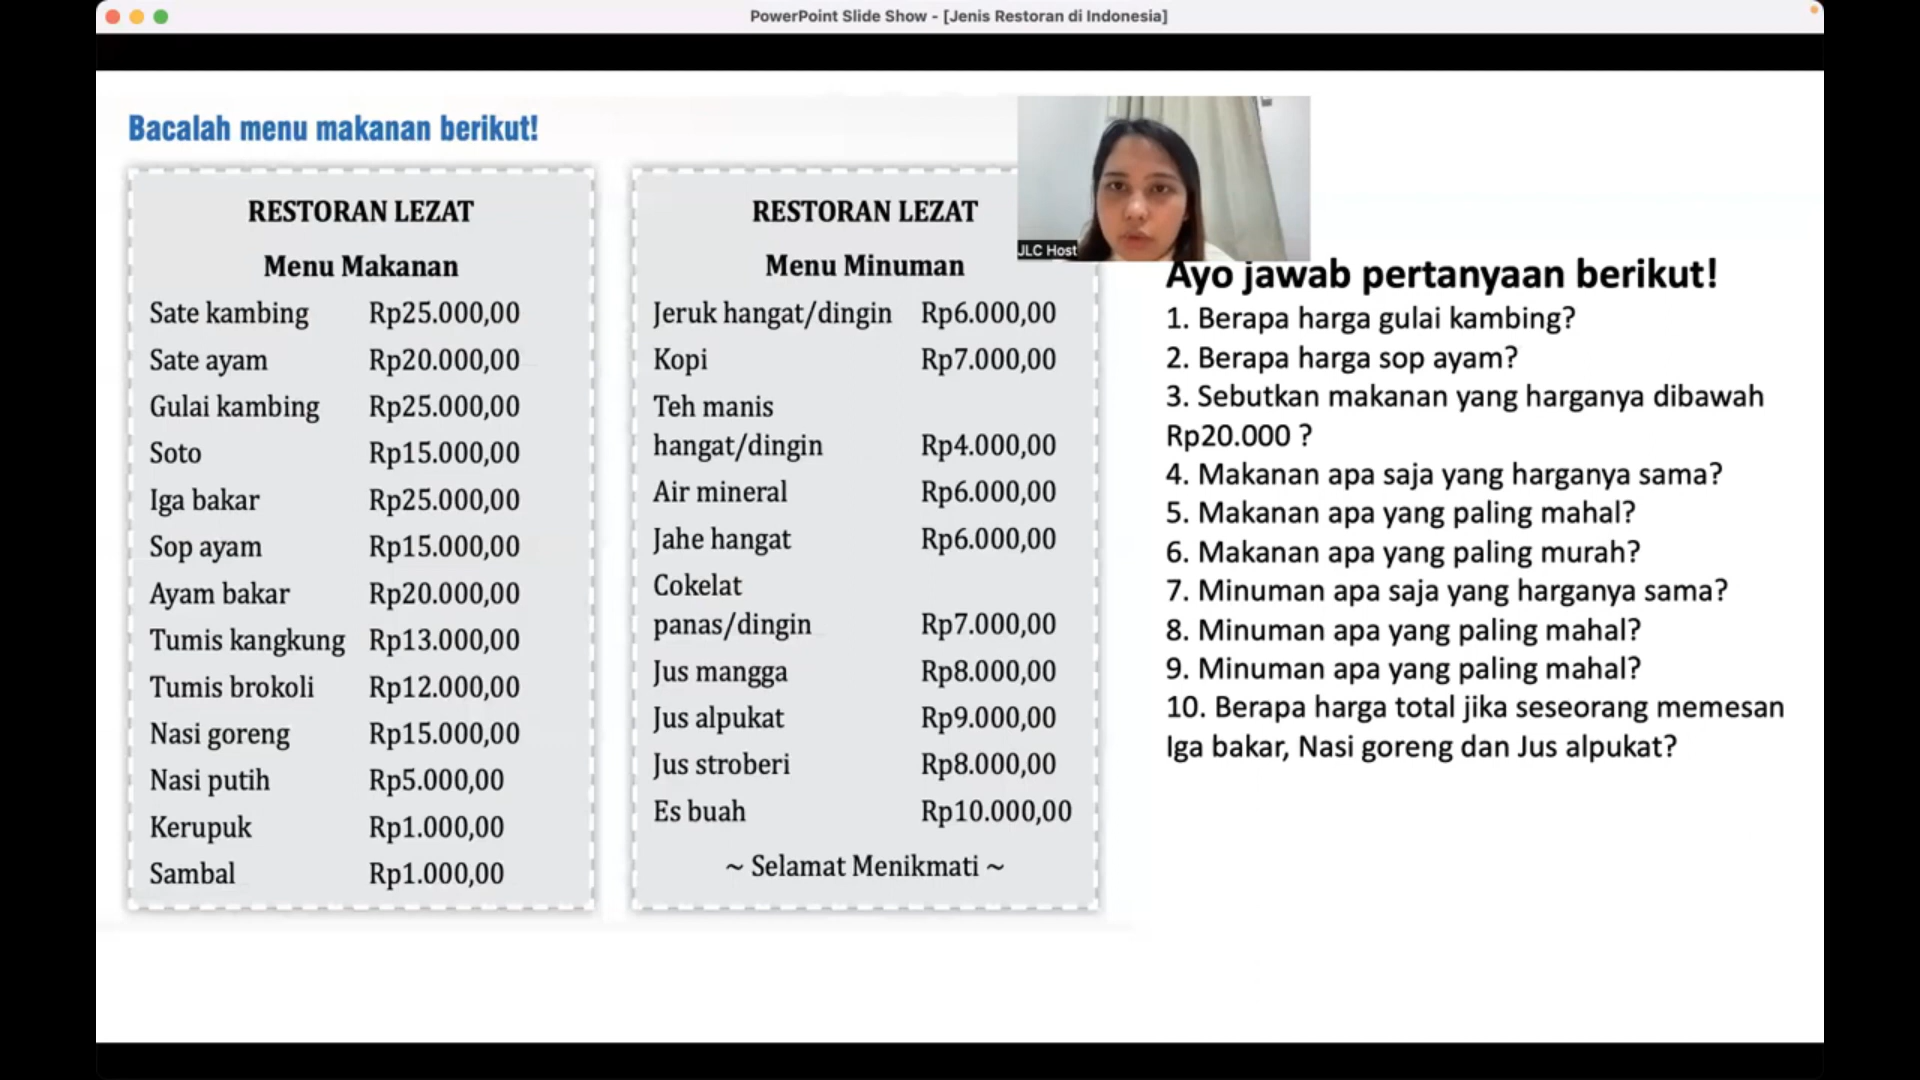 PowerPoint Slide Show - [Jenis Restoran di Indonesia]
Bacalah menu makanan berikut!
RESTORAN LEZAT
Menu Makanan
Sate kambing Rp25.000,00
Sate ayam Rp20.000,00
Gulai kambing Rp25.000,00
Soto Rp15.000,00
Iga bakar Rp25.000,00
Sop ayam Rp15.000,00
Ayam bakar Rp20.000,00
Tumis kangkung Rp13.000,00
Tumis brokoli Rp12.000,00
Nasi goreng Rp15.000,00
Nasi putih Rp5.000,00
Kerupuk Rp1.000,00
Sambal Rp1.000,00
RESTORAN LEZAT
Menu Minuman
Jeruk hangat/dingin Rp6.000,00
Kopi Rp7.000,00
Teh manis
hangat/dingin Rp4.000,00
Air mineral Rp6.000,00
Jahe hangat Rp6.000,00
Cokelat
panas/dingin Rp7.000,00
Jus mangga Rp8.000,00
Jus alpukat Rp9.000,00
Jus stroberi Rp8.000,00
Es buah Rp10.000,00
~ Selamat Menikmati ~
JLC Host
Ayo jawab pertanyaan berikut!
1. Berapa harga gulai kambing?
2. Berapa harga sop ayam?
3. Sebutkan makanan yang harganya dibawah
Rp20.000 ?
4. Makanan apa saja yang harganya sama?
5. Makanan apa yang paling mahal?
6. Makanan apa yang paling murah?
7. Minuman apa saja yang harganya sama?
8. Minuman apa yang paling mahal?
9. Minuman apa yang paling mahal?
10. Berapa harga total jika seseorang memesan
Iga bakar, Nasi goreng dan Jus alpukat?